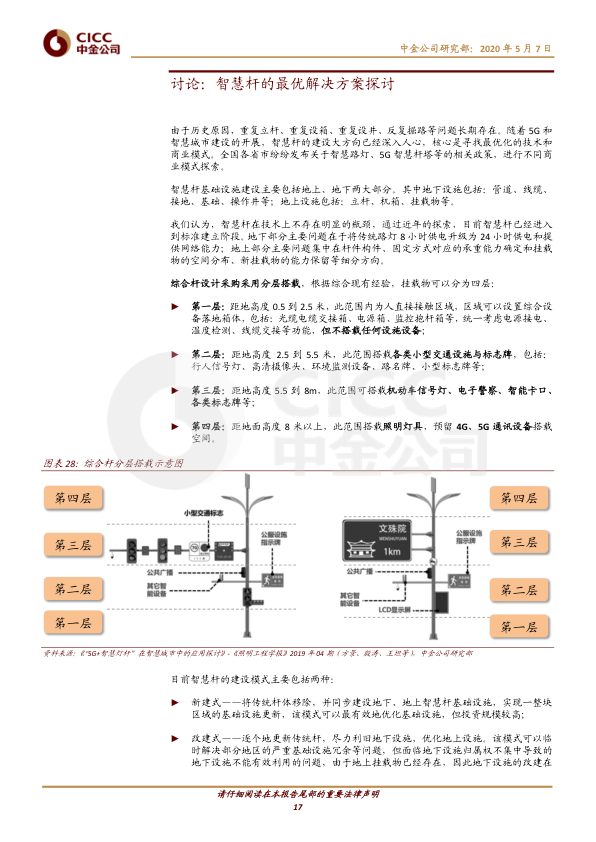 CICC
中金公司
中金公司研究部：2020 年 5 月 7 日
讨论：智慧杆的最优解决方案探讨
由于历史原因，重复立杆、重复设箱、重复设井、反复掘路等问题长期存在。随着 5G 和
智慧城市建设的开展，智慧杆的建设大方向已经深入人心，核心是寻找最优化的技术和
商业模式。全国各省市纷纷发布关于智慧路灯、5G 智慧杆塔等的相关政策，进行不同商
业模式探索。
智慧杆基础设施建设主要包括地上、地下两大部分。其中地下设施包括：管道、线缆、
接地、基础、操作井等；地上设施包括：立杆、机箱、挂载物等。
我们认为，智慧杆在技术上不存在明显的瓶颈，通过近年的探索，目前智慧杆已经进入
到标准建立阶段。地下部分主要问题在于将传统路灯 8 小时供电升级为 24 小时供电和提
供网络能力；地上部分主要问题集中在杆件构件、固定方式对应的承重能力确定和挂载
物的空间分布、新挂载物的能力保留等细分方向。
综合杆设计采购采用分层搭载，根据综合现有经验，挂载物可以分为四层：
► 第一层：距地高度 0.5 到 2.5 米，此范围内为人直接接触区域，区域可以设置综合设
备落地箱体，包括：光缆电缆交接箱、电源箱、监控抱杆箱等，统一考虑电源接电、
温度检测、线缆交接等功能，但不搭载任何设施设备；
► 第二层：距地高度 2.5 到 5.5 米，此范围搭载各类小型交通设施与标志牌，包括：
行人信号灯、高清摄像头、环境监测设备、路名牌、小型标志牌等；
► 第三层：距地高度 5.5 到 8m，此范围可搭载机动车信号灯、电子警察、智能卡口、
各类标志牌等；
► 第四层：距地面高度 8 米以上，此范围搭载照明灯具，预留 4G、5G 通讯设备搭载
空间。
CICC
中金公司
图表 28：综合杆分层搭载示意图
第四层
第三层
第二层
第一层
小型交通标志
公服设施
指示牌
公共广播
其它智
能设备
文殊院
WENSHUYUAN
1km
公服设施
指示牌
公共广播
其它智
能设备
LCD显示屏
第四层
第三层
第二层
第一层
资料来源：《“5G+智慧灯杆”在智慧城市中的应用探讨》-《照明工程学报》2019 年 04 期（方景、殷涛、王坦等），中金公司研究部
目前智慧杆的建设模式主要包括两种：
► 新建式——将传统杆体移除，并同步建设地下、地上智慧杆基础设施，实现一整块
区域的基础设施更新，该模式可以最有效地优化基础设施，但投资规模较高；
► 改建式——逐个地更新传统杆，尽力利旧地下设施，优化地上设施。该模式可以临
时解决部分地区的严重基础设施冗余等问题，但面临地下设施归属权不集中导致的
地下设施不能有效利用的问题，由于地上挂载物已经存在，因此地下设施的改建在
请仔细阅读在本报告尾部的重要法律声明
17